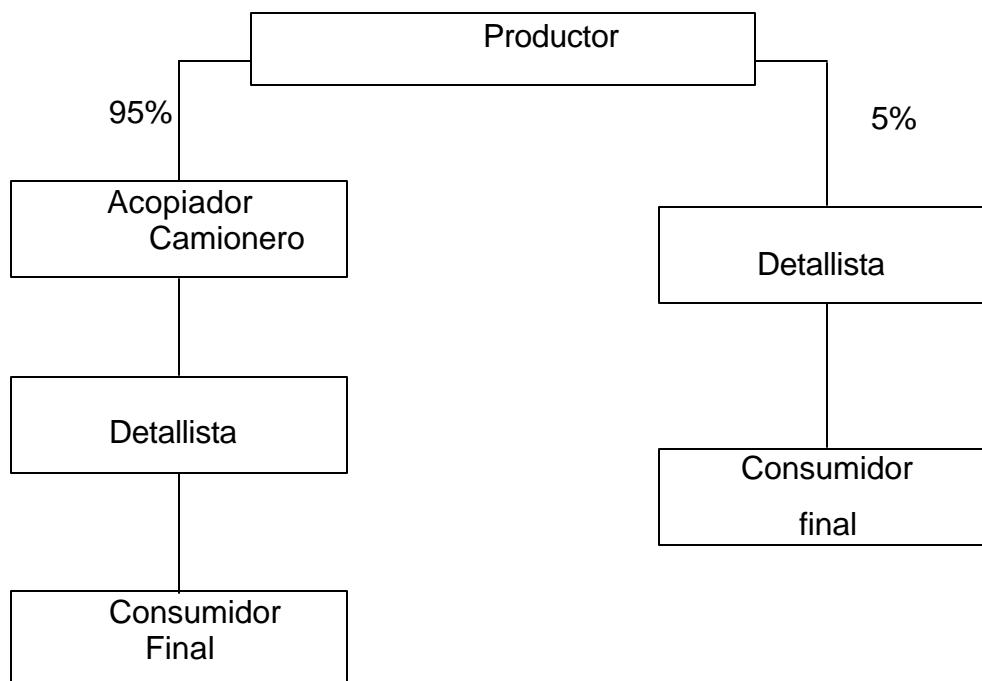 Productor
95%
5%
Acopiador
Camionero
Detallista
Detallista
Consumidor
final
Consumidor
Final